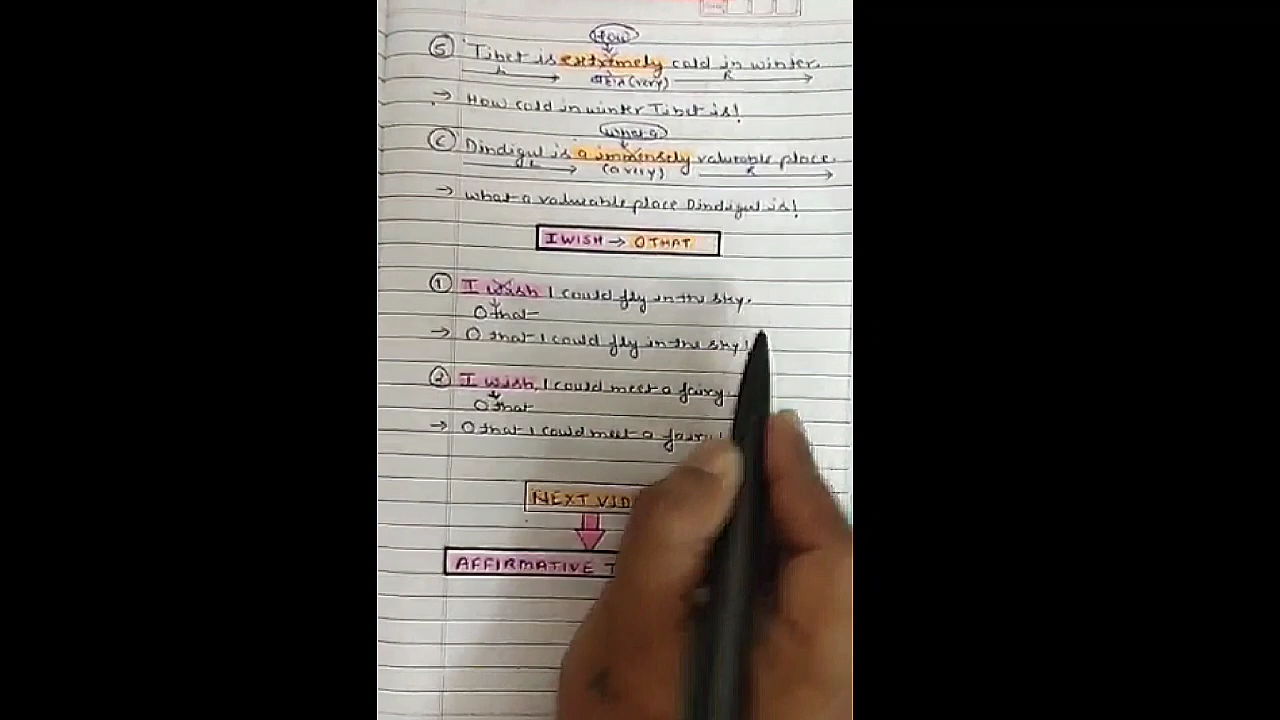 How
⑤ Tibet is extremely cold in winter.
L (very) R
→ How cold in winter Tibet is!
What a
⑥ Dindigul is a immensely valuable place.
L (a very) R
→ What a valuable place Dindigul is!
I WISH → O THAT
① I wish I could fly in the sky.
O that
→ O that I could fly in the sky!
② I wish, I could meet a fairy.
O that
→ O that I could meet a fairy!
NEXT
AFFIRMATIVE